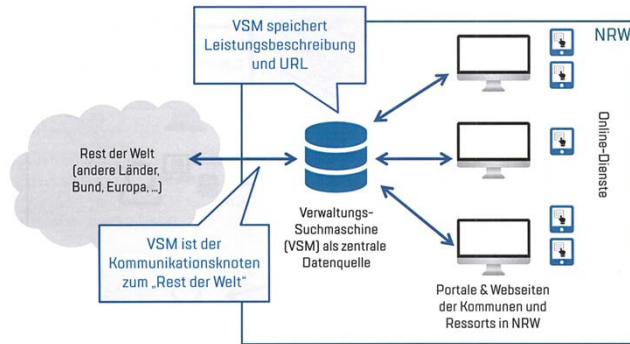 VSM speichert
Leistungsbeschreibung
und URL
NRW
Rest der Welt
(andere Länder,
Bund, Europa, ...)
Online-Dienste
Verwaltungs-
Suchmaschine
(VSM) als zentrale
Datenquelle
VSM ist der
Kommunikationsknoten
zum „Rest der Welt“
Portale & Webseiten
der Kommunen und
Ressorts in NRW